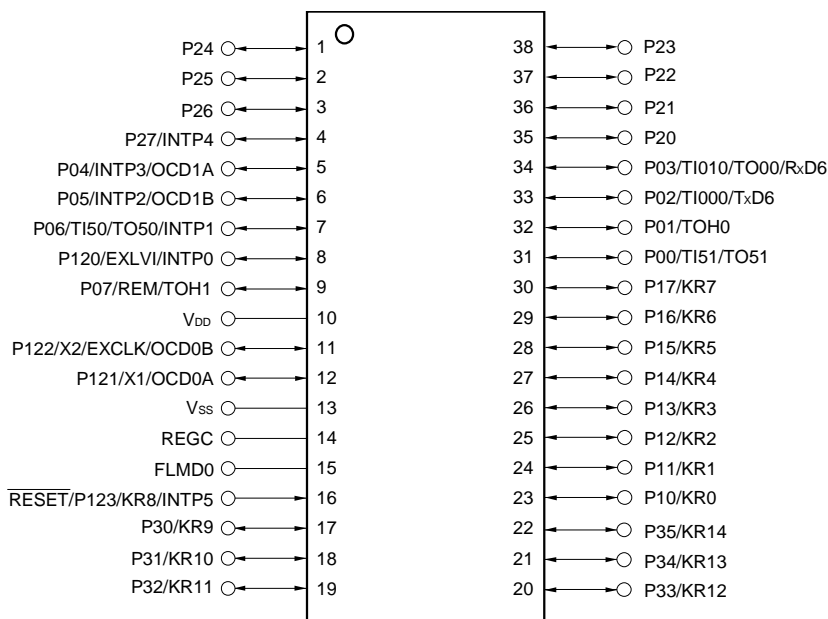 P24 1 38 P23
P25 2 37 P22
P26 3 36 P21
P27/INTP4 4 35 P20
P04/INTP3/OCD1A 5 34 P03/TI010/TO00/RxD6
P05/INTP2/OCD1B 6 33 P02/TI000/TxD6
P06/TI50/TO50/INTP1 7 32 P01/TOH0
P120/EXLVI/INTP0 8 31 P00/TI51/TO51
P07/REM/TOH1 9 30 P17/KR7
VDD 10 29 P16/KR6
P122/X2/EXCLK/OCD0B 11 28 P15/KR5
P121/X1/OCD0A 12 27 P14/KR4
VSS 13 26 P13/KR3
REGC 14 25 P12/KR2
FLMD0 15 24 P11/KR1
RESET/P123/KR8/INTP5 16 23 P10/KR0
P30/KR9 17 22 P35/KR14
P31/KR10 18 21 P34/KR13
P32/KR11 19 20 P33/KR12